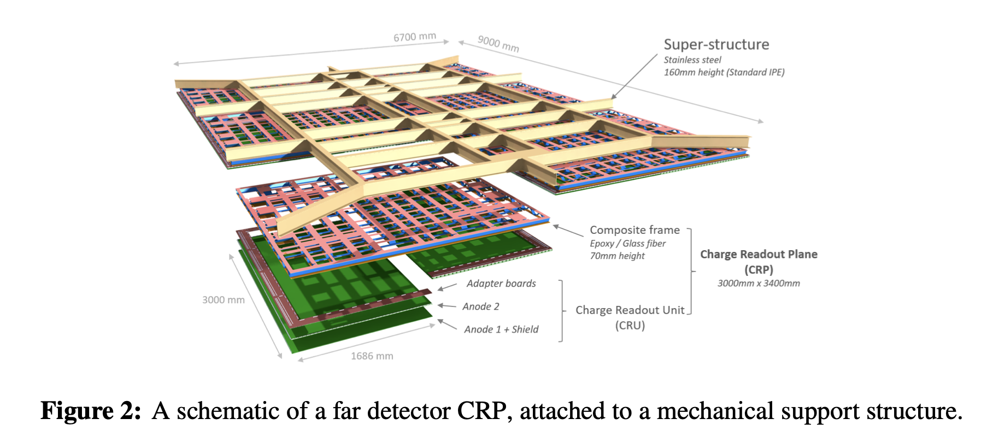 6700 mm
9000 mm
Super-structure
Stainless steel
160mm height (Standard IPE)
Composite frame
Epoxy / Glass fiber
70mm height
Charge Readout Plane
(CRP)
3000mm x 3400mm
Adapter boards
3000 mm
Anode 2
Charge Readout Unit
(CRU)
Anode 1 + Shield
1686 mm
Figure 2: A schematic of a far detector CRP, attached to a mechanical support structure.